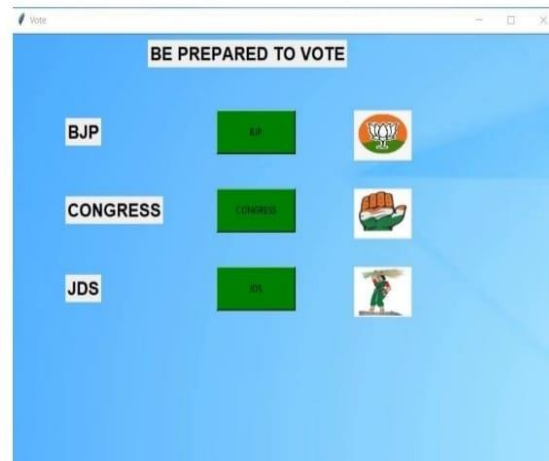 Vote
BE PREPARED TO VOTE
BJP
BJP
CONGRESS
CONGRESS
JDS
JDS